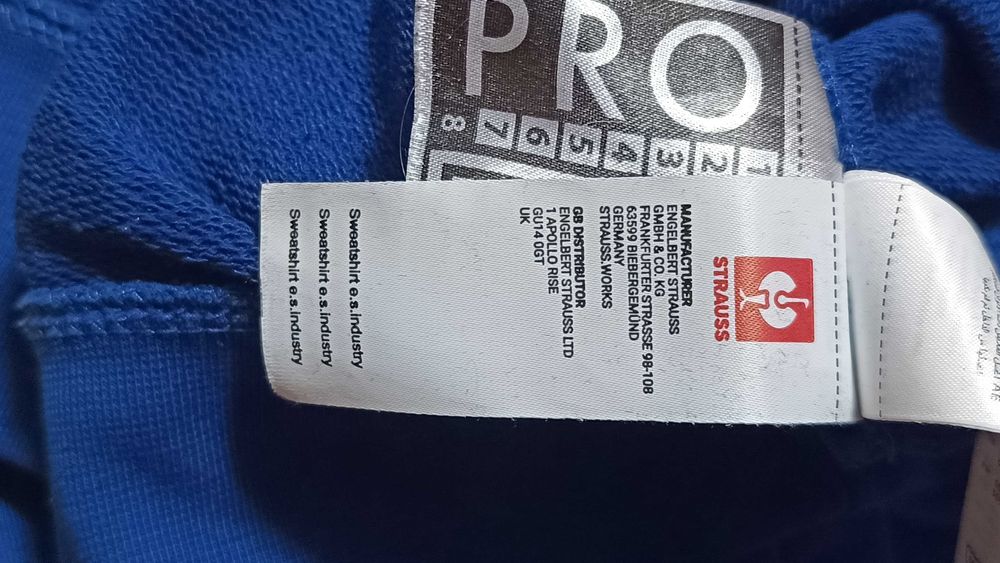 PRO
1 2 3 4 5 6 7 8
STRAUSS
MANUFACTURER
ENGELBERT STRAUSS
GMBH & CO. KG
FRANKFURTER STRASSE 98-108
63599 BIEBERGEMÜND
GERMANY
STRAUSS.WORKS
GB DISTRIBUTOR
ENGELBERT STRAUSS LTD
1 APOLLO RISE
GU14 0GT
UK
Sweatshirt e.s.industry
Sweatshirt e.s.industry
Sweatshirt e.s.industry
AE